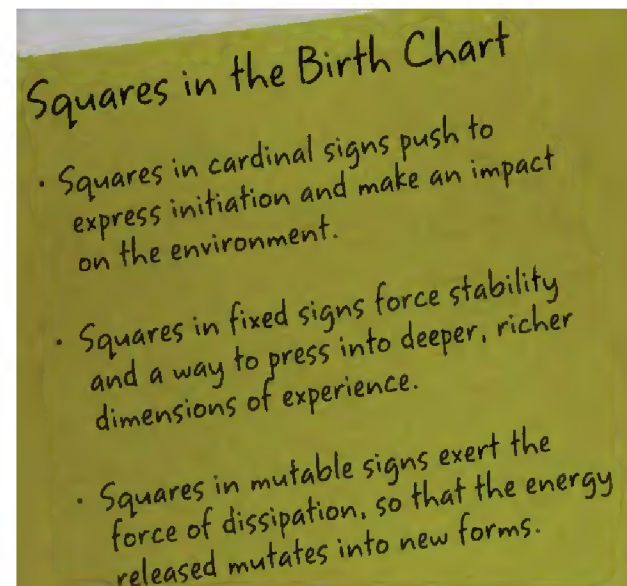 Squares in the Birth Chart
· Squares in cardinal signs push to
express initiation and make an impact
on the environment.
· Squares in fixed signs force stability
and a way to press into deeper, richer
dimensions of experience.
· Squares in mutable signs exert the
force of dissipation, so that the energy
released mutates into new forms.